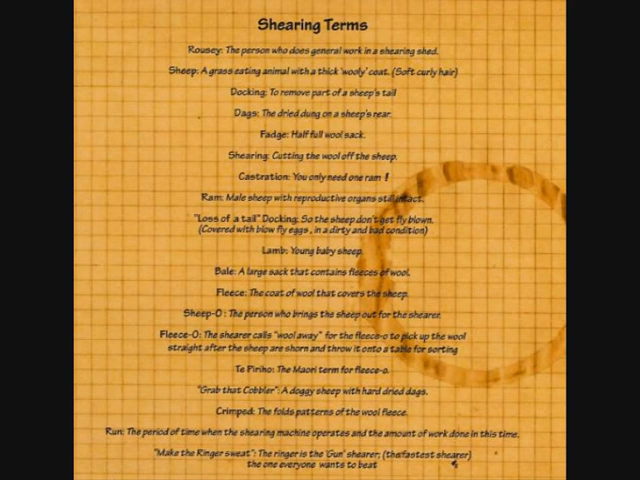 Shearing Terms
Rousey: The person who does general work in a shearing shed.
Sheep: A grass eating animal with a thick 'wooly' coat. (Soft curly hair)
Docking: To remove part of a sheep's tail
Dags: The dried dung on a sheep's rear.
Fadge: Half full wool sack.
Shearing: Cutting the wool off the sheep.
Castration: You only need one ram !
Ram: Male sheep with reproductive organs still intact.
"Loss of a tail" Docking: So the sheep don't get fly blown.
(Covered with blow fly eggs, in a dirty and bad condition)
Lamb: Young baby sheep.
Bale: A large sack that contains fleeces of wool.
Fleece: The coat of wool that covers the sheep.
Sheep-O: The person who brings the sheep out for the shearer.
Fleece-O: The shearer calls "wool away" for the fleece-o to pick up the wool
straight after the sheep are shorn and throw it onto a table for sorting
Te Piriho: The Maori term for fleece-o.
"Grab that Cobbler": A doggy sheep with hard dried dags.
Crimped: The folds patterns of the wool fleece.
Run: The period of time when the shearing machine operates and the amount of work done in this time.
"Make the Ringer sweat": The ringer is the 'Gun' shearer; (the fastest shearer)
the one everyone wants to beat